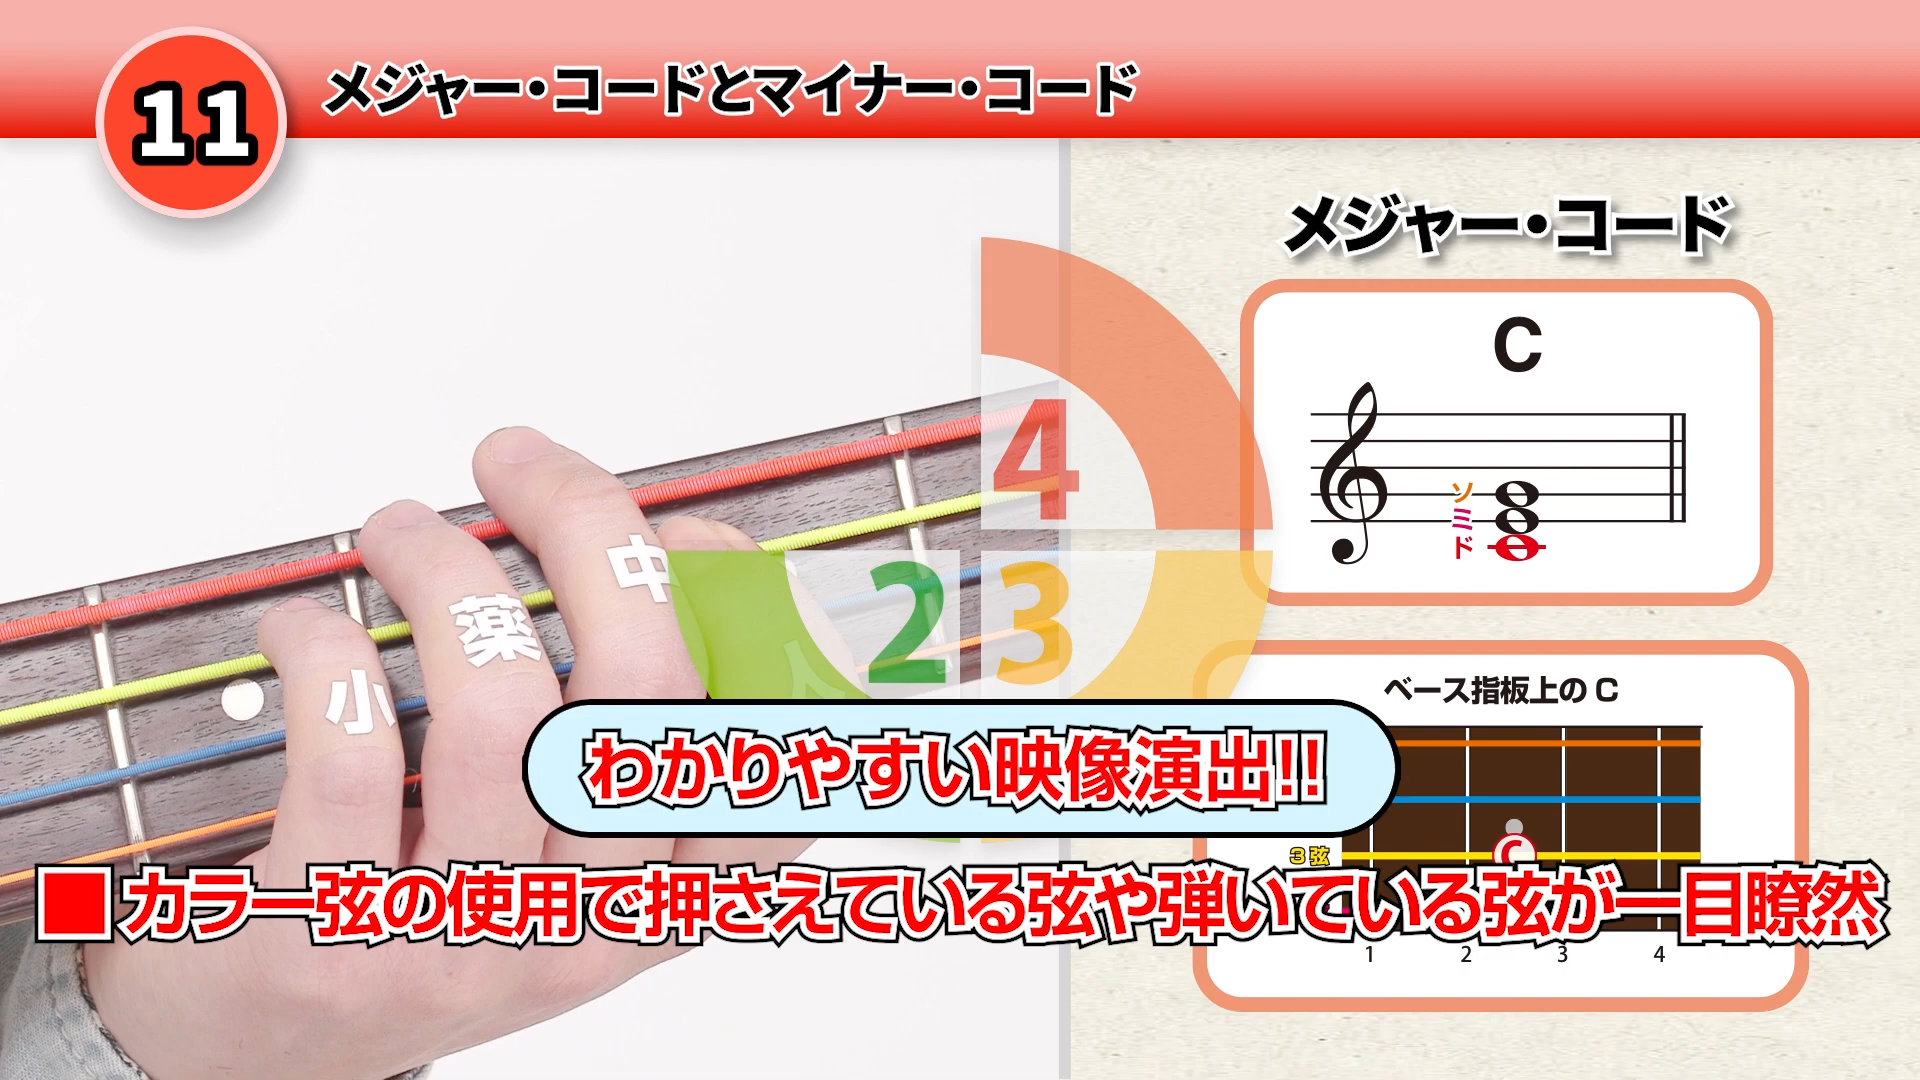 11
メジャー・コードとマイナー・コード
メジャー・コード
C
ソ
ミ
ド
4
2
3
中
薬
小
ベース指板上の C
3弦
C
1 2 3 4
わかりやすい映像演出!!
■ カラー弦の使用で押さえている弦や弾いている弦が一目瞭然